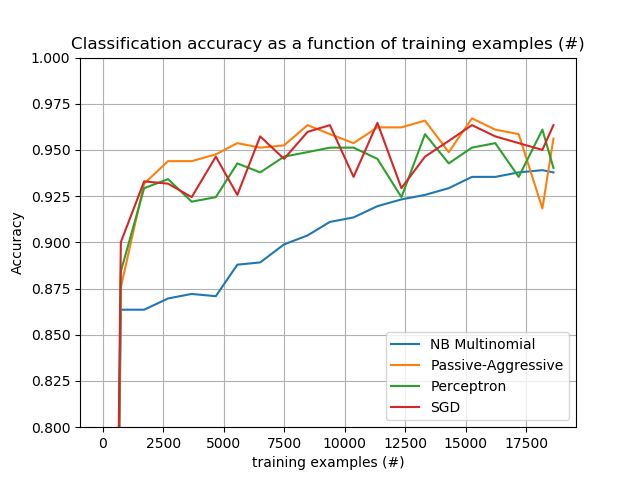 Classification accuracy as a function of training examples (#)
1.000
0.975
0.950
0.925
0.900
0.875
0.850
0.825
0.800
Accuracy
NB Multinomial
Passive-Aggressive
Perceptron
SGD
0 2500 5000 7500 10000 12500 15000 17500
training examples (#)